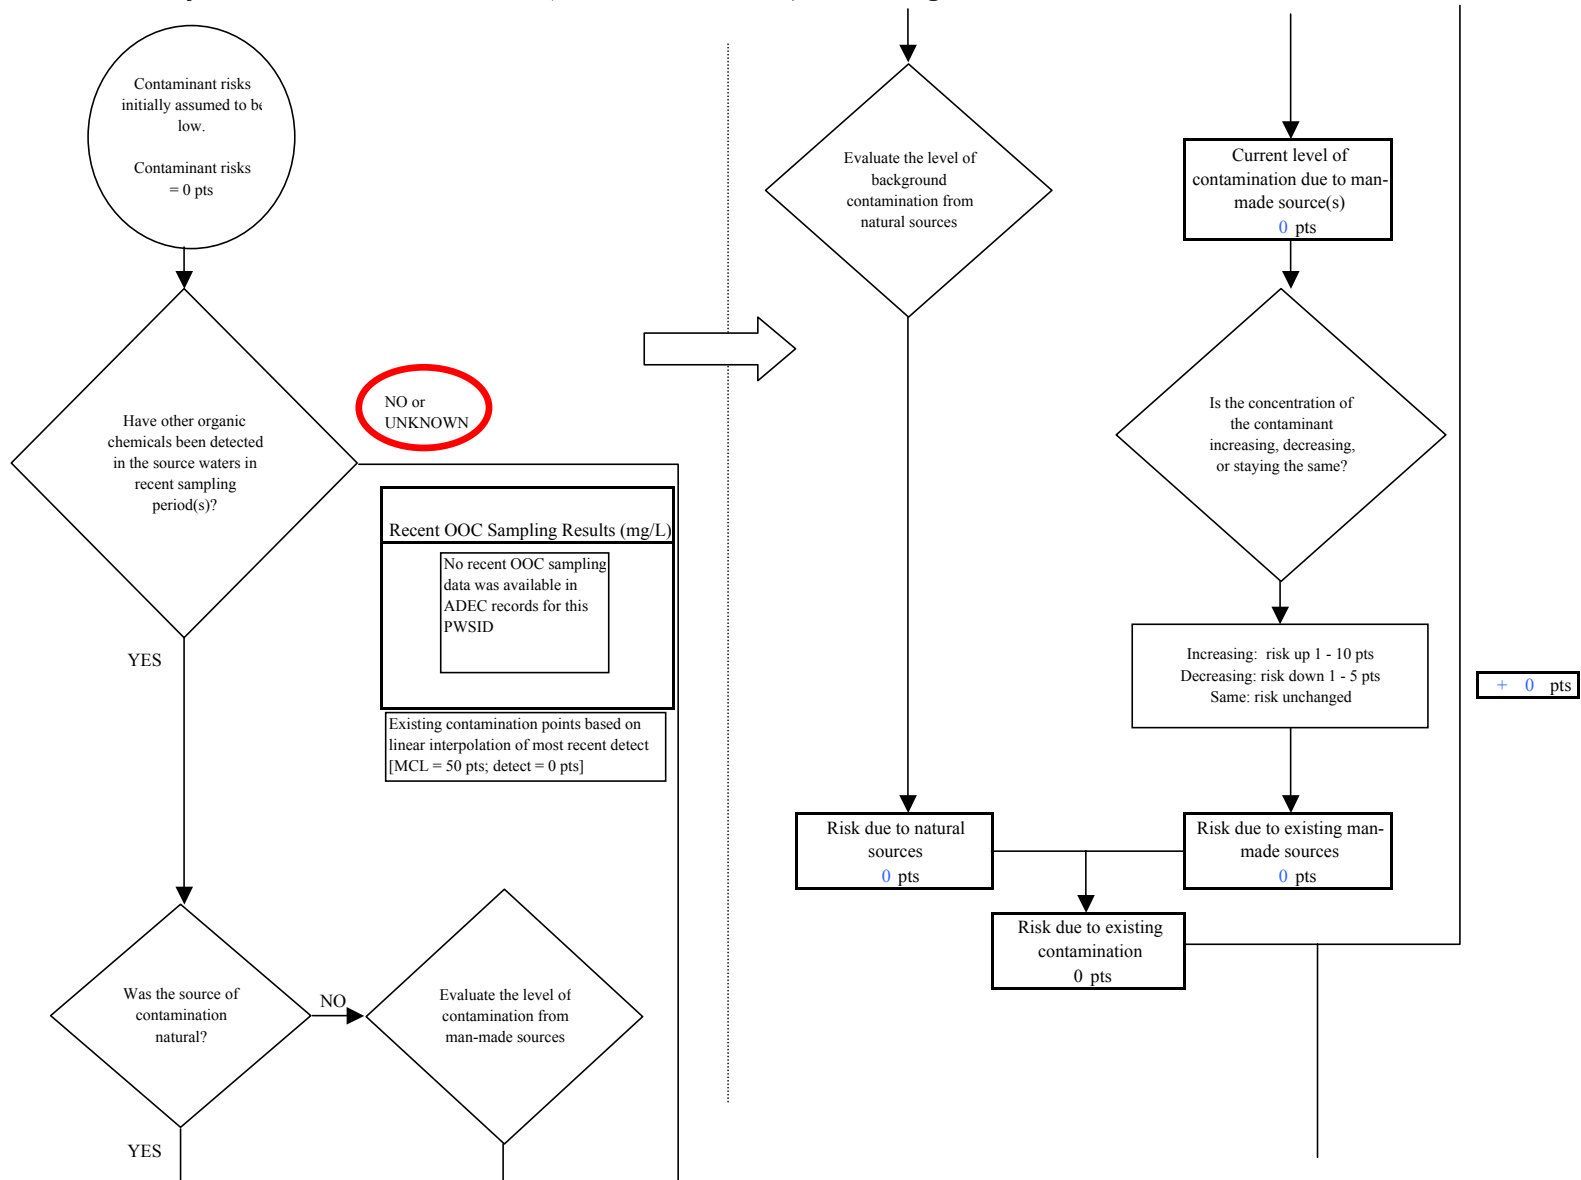 Contaminant risks
initially assumed to be
low.
Contaminant risks
= 0 pts
Have other organic
chemicals been detected
in the source waters in
recent sampling
period(s)?
NO or
UNKNOWN
Recent OOC Sampling Results (mg/L)
No recent OOC sampling
data was available in
ADEC records for this
PWSID
Existing contamination points based on
linear interpolation of most recent detect
[MCL = 50 pts; detect = 0 pts]
YES
Was the source of
contamination
natural?
NO
Evaluate the level of
contamination from
man-made sources
YES
Evaluate the level of
background
contamination from
natural sources
Current level of
contamination due to man-
made source(s)
0 pts
Is the concentration of
the contaminant
increasing, decreasing,
or staying the same?
Increasing: risk up 1 - 10 pts
Decreasing: risk down 1 - 5 pts
Same: risk unchanged
+ 0 pts
Risk due to natural
sources
0 pts
Risk due to existing man-
made sources
0 pts
Risk due to existing
contamination
0 pts